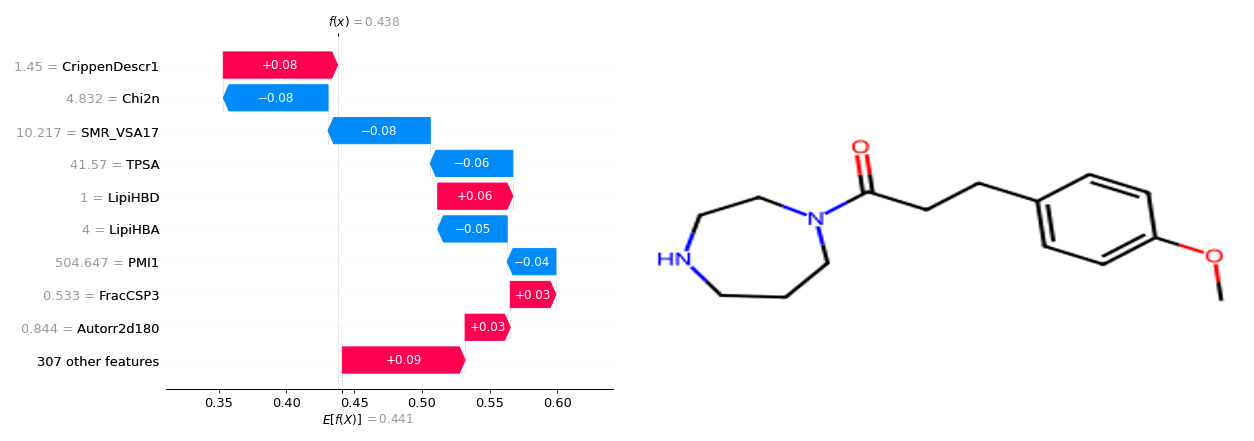 f(x) = 0.438
1.45 = CrippenDescr1
+0.08
4.832 = Chi2n
−0.08
10.217 = SMR_VSA17
−0.08
41.57 = TPSA
−0.06
1 = LipiHBD
+0.06
4 = LipiHBA
−0.05
504.647 = PMI1
−0.04
0.533 = FracCSP3
+0.03
0.844 = Autorr2d180
+0.03
307 other features
+0.09
0.35 0.40 0.45 0.50 0.55 0.60
E[f(X)] = 0.441
O
N
HN
O